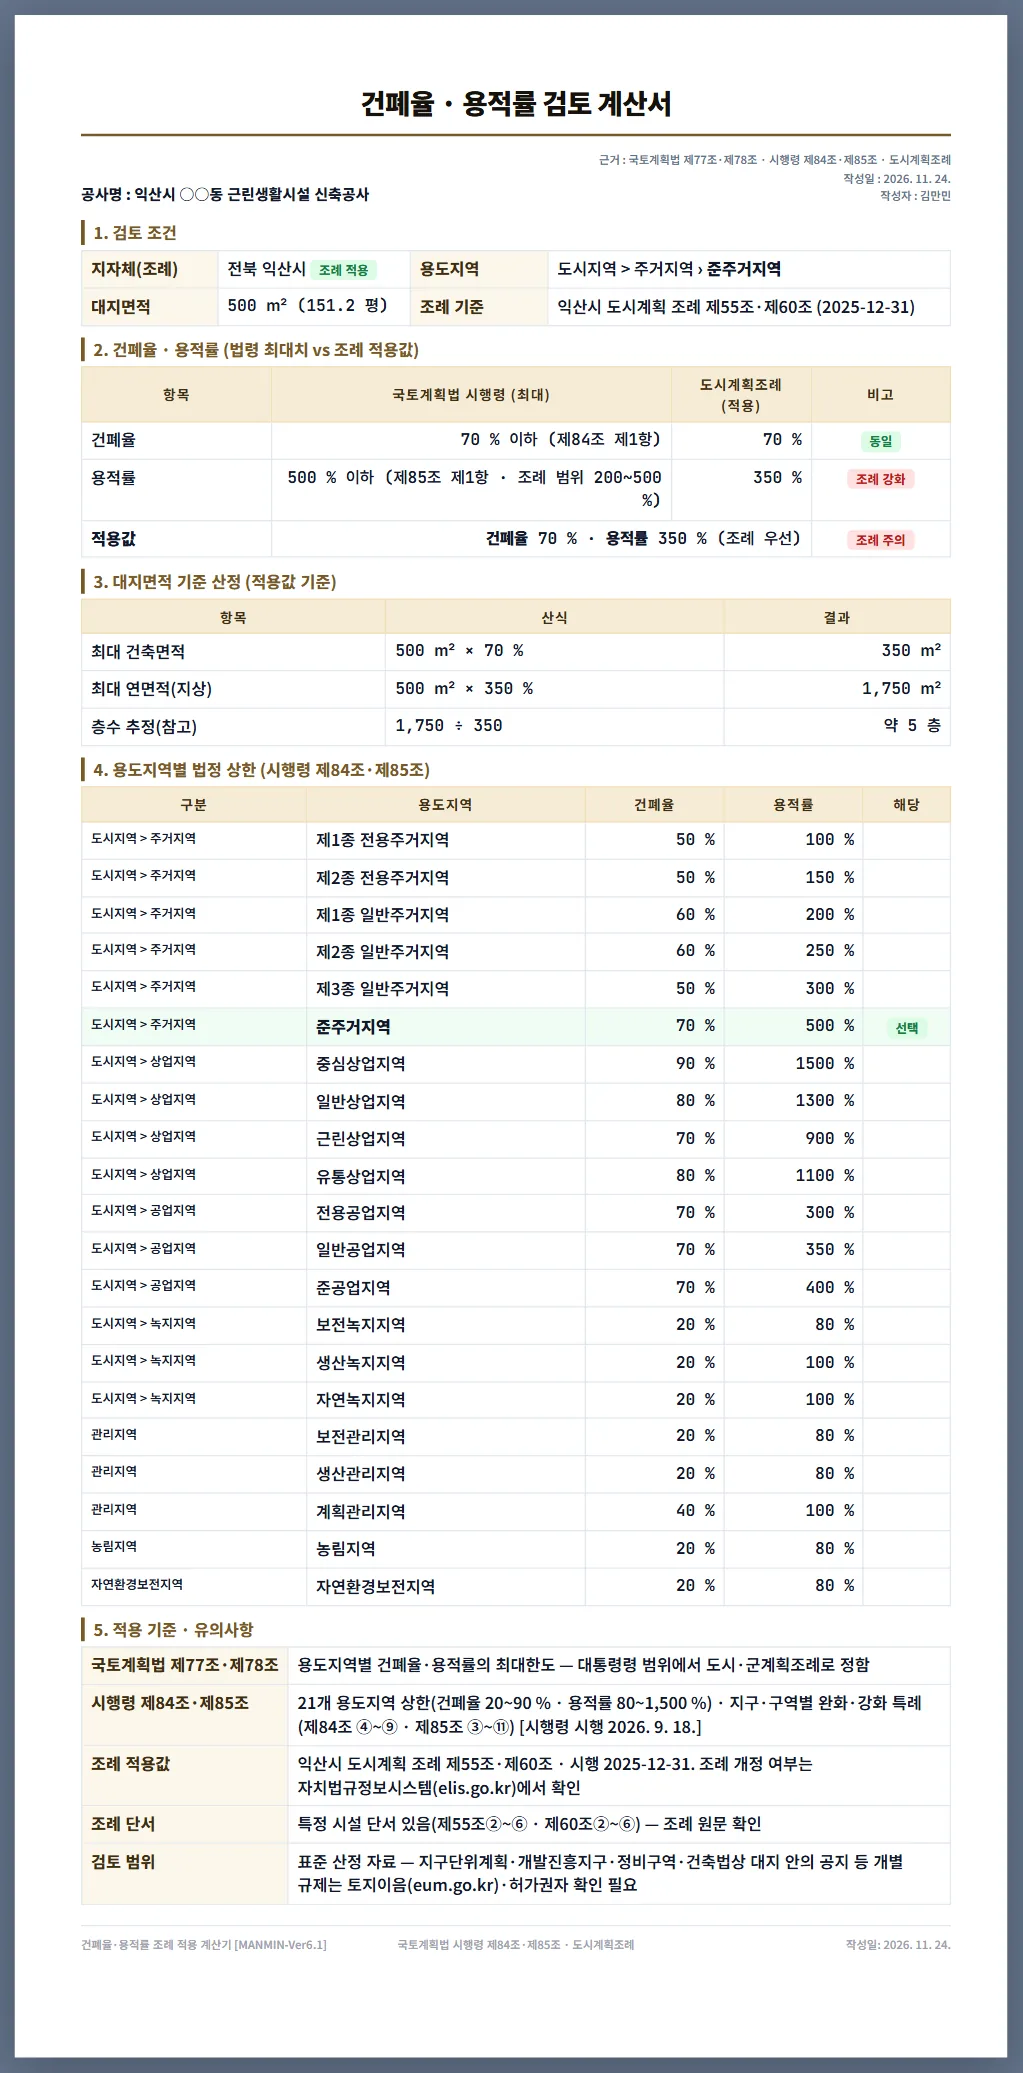 건폐율 · 용적률 검토 계산서
근거 : 국토계획법 제77조·제78조 · 시행령 제84조·제85조 · 도시계획조례
작성일 : 2026. 11. 24.
작성자 : 김만민
공사명 : 익산시 ○○동 근린생활시설 신축공사
1. 검토 조건
지자체(조례) 전북 익산시 조례 적용 용도지역 도시지역 > 주거지역 › 준주거지역
대지면적 500 m² (151.2 평) 조례 기준 익산시 도시계획 조례 제55조·제60조 (2025-12-31)
2. 건폐율 · 용적률 (법령 최대치 vs 조례 적용값)
항목 국토계획법 시행령 (최대) 도시계획조례 (적용) 비고
건폐율 70 % 이하 (제84조 제1항) 70 % 동일
용적률 500 % 이하 (제85조 제1항 · 조례 범위 200~500 %) 350 % 조례 강화
적용값 건폐율 70 % · 용적률 350 % (조례 우선) 조례 주의
3. 대지면적 기준 산정 (적용값 기준)
항목 산식 결과
최대 건축면적 500 m² × 70 % 350 m²
최대 연면적(지상) 500 m² × 350 % 1,750 m²
층수 추정(참고) 1,750 ÷ 350 약 5 층
4. 용도지역별 법정 상한 (시행령 제84조·제85조)
구분 용도지역 건폐율 용적률 해당
도시지역 > 주거지역 제1종 전용주거지역 50 % 100 %
도시지역 > 주거지역 제2종 전용주거지역 50 % 150 %
도시지역 > 주거지역 제1종 일반주거지역 60 % 200 %
도시지역 > 주거지역 제2종 일반주거지역 60 % 250 %
도시지역 > 주거지역 제3종 일반주거지역 50 % 300 %
도시지역 > 주거지역 준주거지역 70 % 500 % 선택
도시지역 > 상업지역 중심상업지역 90 % 1500 %
도시지역 > 상업지역 일반상업지역 80 % 1300 %
도시지역 > 상업지역 근린상업지역 70 % 900 %
도시지역 > 상업지역 유통상업지역 80 % 1100 %
도시지역 > 공업지역 전용공업지역 70 % 300 %
도시지역 > 공업지역 일반공업지역 70 % 350 %
도시지역 > 공업지역 준공업지역 70 % 400 %
도시지역 > 녹지지역 보전녹지지역 20 % 80 %
도시지역 > 녹지지역 생산녹지지역 20 % 100 %
도시지역 > 녹지지역 자연녹지지역 20 % 100 %
관리지역 보전관리지역 20 % 80 %
관리지역 생산관리지역 20 % 80 %
관리지역 계획관리지역 40 % 100 %
농림지역 농림지역 20 % 80 %
자연환경보전지역 자연환경보전지역 20 % 80 %
5. 적용 기준 · 유의사항
국토계획법 제77조·제78조 용도지역별 건폐율·용적률의 최대한도 — 대통령령 범위에서 도시·군계획조례로 정함
시행령 제84조·제85조 21개 용도지역 상한(건폐율 20~90 % · 용적률 80~1,500 %) · 지구·구역별 완화·강화 특례
(제84조 ④~⑨ · 제85조 ③~⑪) [시행령 시행 2026. 9. 18.]
조례 적용값 익산시 도시계획 조례 제55조·제60조 · 시행 2025-12-31. 조례 개정 여부는
자치법규정보시스템(elis.go.kr)에서 확인
조례 단서 특정 시설 단서 있음(제55조②~⑥ · 제60조②~⑥) — 조례 원문 확인
검토 범위 표준 산정 자료 — 지구단위계획·개발진흥지구·정비구역·건축법상 대지 안의 공지 등 개별
규제는 토지이음(eum.go.kr)·허가권자 확인 필요
건폐율·용적률 조례 적용 계산기 [MANMIN-Ver6.1] 국토계획법 시행령 제84조·제85조 · 도시계획조례 작성일: 2026. 11. 24.